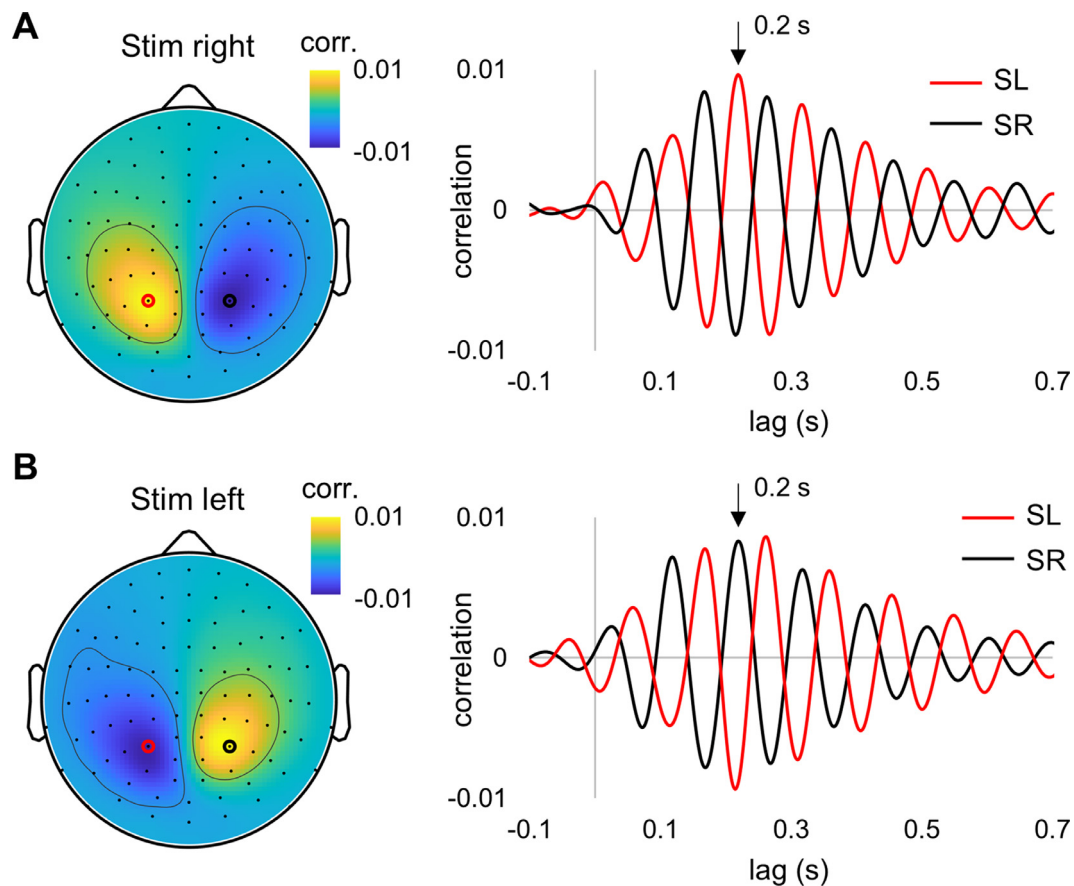 A
Stim right
corr.
0.01
-0.01
0.2 s
0.01
0
-0.01
correlation
SL
SR
-0.1
0.1
0.3
0.5
0.7
lag (s)
B
Stim left
corr.
0.01
-0.01
0.2 s
0.01
0
-0.01
correlation
SL
SR
-0.1
0.1
0.3
0.5
0.7
lag (s)